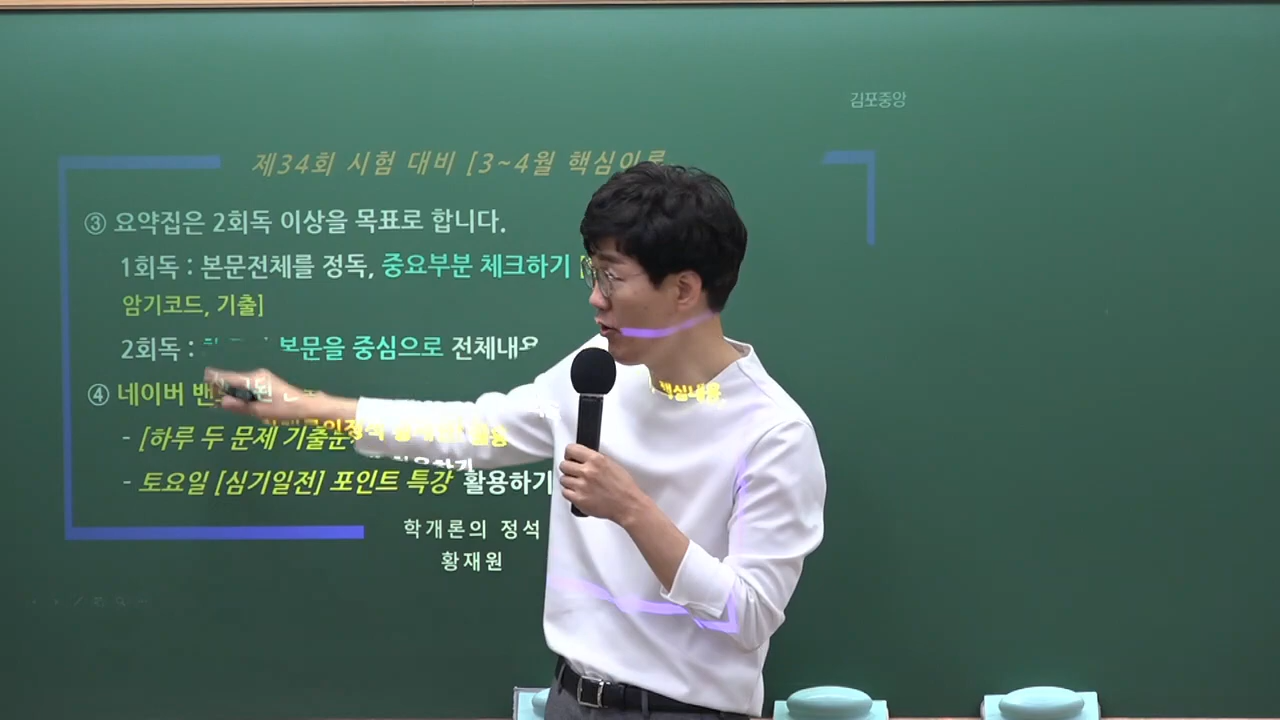 김포중앙
제34회 시험 대비 [3~4월 핵심이론
③ 요약집은 2회독 이상을 목표로 합니다.
1회독 : 본문전체를 정독, 중요부분 체크하기 [
암기코드, 기출]
2회독 : 본문을 중심으로 전체내용
④ 네이버 핵심내용
- [하루 두 문제 기출문
- 토요일 [심기일전] 포인트 특강 활용하기
학개론의 정석
황재원